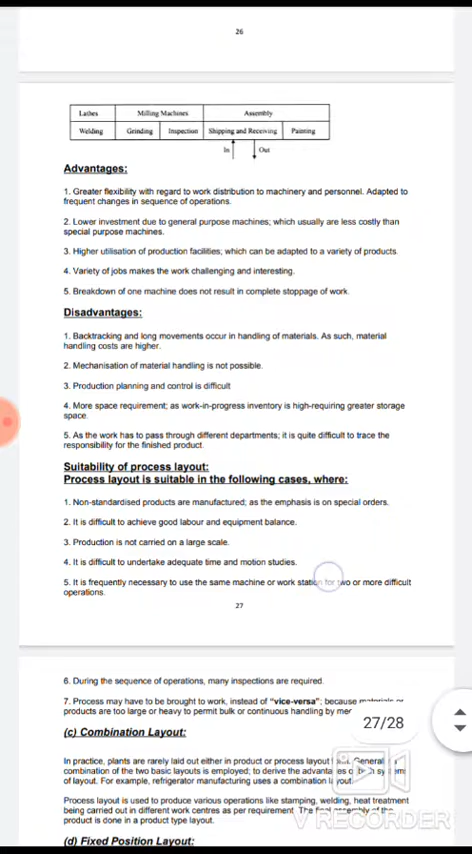 26
Lathes Milling Machines Assembly
Welding Grinding Inspection Shipping and Receiving Painting
In Out
Advantages:
1. Greater flexibility with regard to work distribution to machinery and personnel. Adapted to
frequent changes in sequence of operations.
2. Lower investment due to general purpose machines; which usually are less costly than
special purpose machines.
3. Higher utilisation of production facilities; which can be adapted to a variety of products.
4. Variety of jobs makes the work challenging and interesting.
5. Breakdown of one machine does not result in complete stoppage of work.
Disadvantages:
1. Backtracking and long movements occur in handling of materials. As such, material
handling costs are higher.
2. Mechanisation of material handling is not possible.
3. Production planning and control is difficult
4. More space requirement; as work-in-progress inventory is high-requiring greater storage
space.
5. As the work has to pass through different departments; it is quite difficult to trace the
responsibility for the finished product.
Suitability of process layout:
Process layout is suitable in the following cases, where:
1. Non-standardised products are manufactured; as the emphasis is on special orders.
2. It is difficult to achieve good labour and equipment balance.
3. Production is not carried on a large scale.
4. It is difficult to undertake adequate time and motion studies.
5. It is frequently necessary to use the same machine or work station for two or more difficult
operations.
27
6. During the sequence of operations, many inspections are required.
7. Process may have to be brought to work, instead of "vice-versa"; because
products are too large or heavy to permit bulk or continuous handling by
27/28
(c) Combination Layout:
In practice, plants are rarely laid out either in product or process layout
combination of the two basic layouts is employed; to derive the advantages of both systems
of layout. For example, refrigerator manufacturing uses a combination layout.
Process layout is used to produce various operations like stamping, welding, heat treatment
being carried out in different work centres as per requirement. The final assembly of the
product is done in a product type layout.
V RECORDER
(d) Fixed Position Layout: